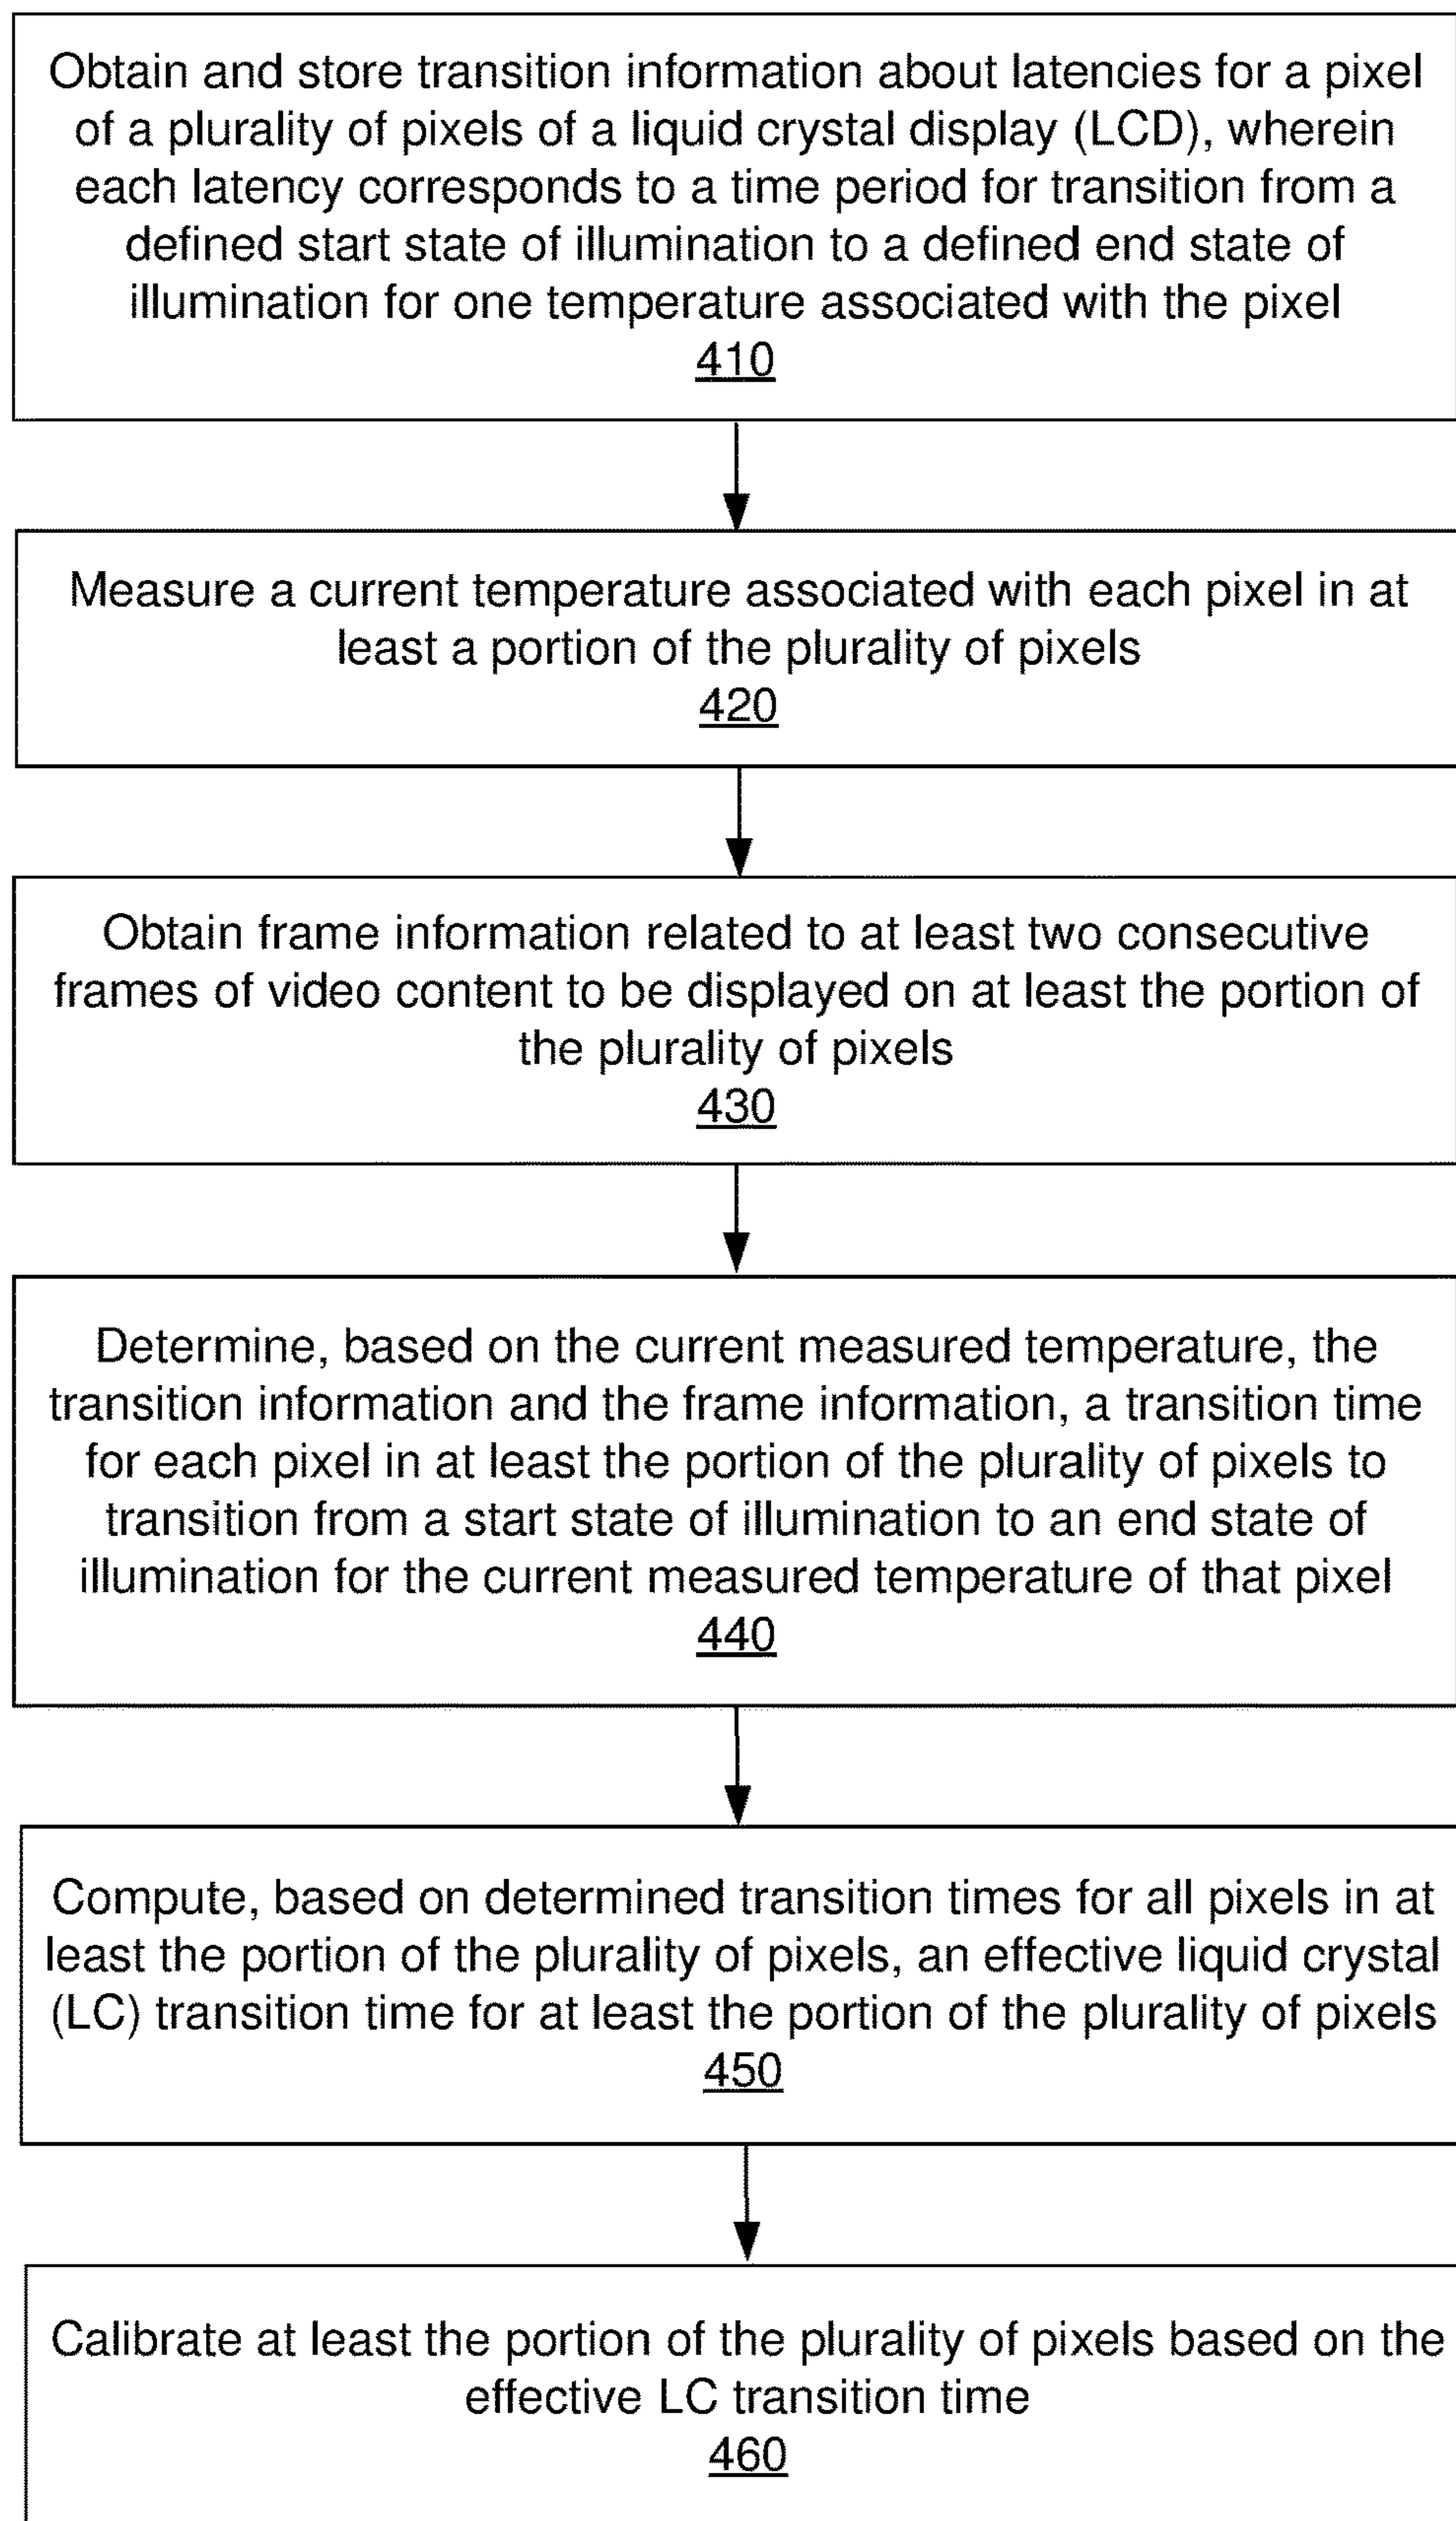 Obtain and store transition information about latencies for a pixel
of a plurality of pixels of a liquid crystal display (LCD), wherein
each latency corresponds to a time period for transition from a
defined start state of illumination to a defined end state of
illumination for one temperature associated with the pixel
410
Measure a current temperature associated with each pixel in at
least a portion of the plurality of pixels
420
Obtain frame information related to at least two consecutive
frames of video content to be displayed on at least the portion of
the plurality of pixels
430
Determine, based on the current measured temperature, the
transition information and the frame information, a transition time
for each pixel in at least the portion of the plurality of pixels to
transition from a start state of illumination to an end state of
illumination for the current measured temperature of that pixel
440
Compute, based on determined transition times for all pixels in at
least the portion of the plurality of pixels, an effective liquid crystal
(LC) transition time for at least the portion of the plurality of pixels
450
Calibrate at least the portion of the plurality of pixels based on the
effective LC transition time
460